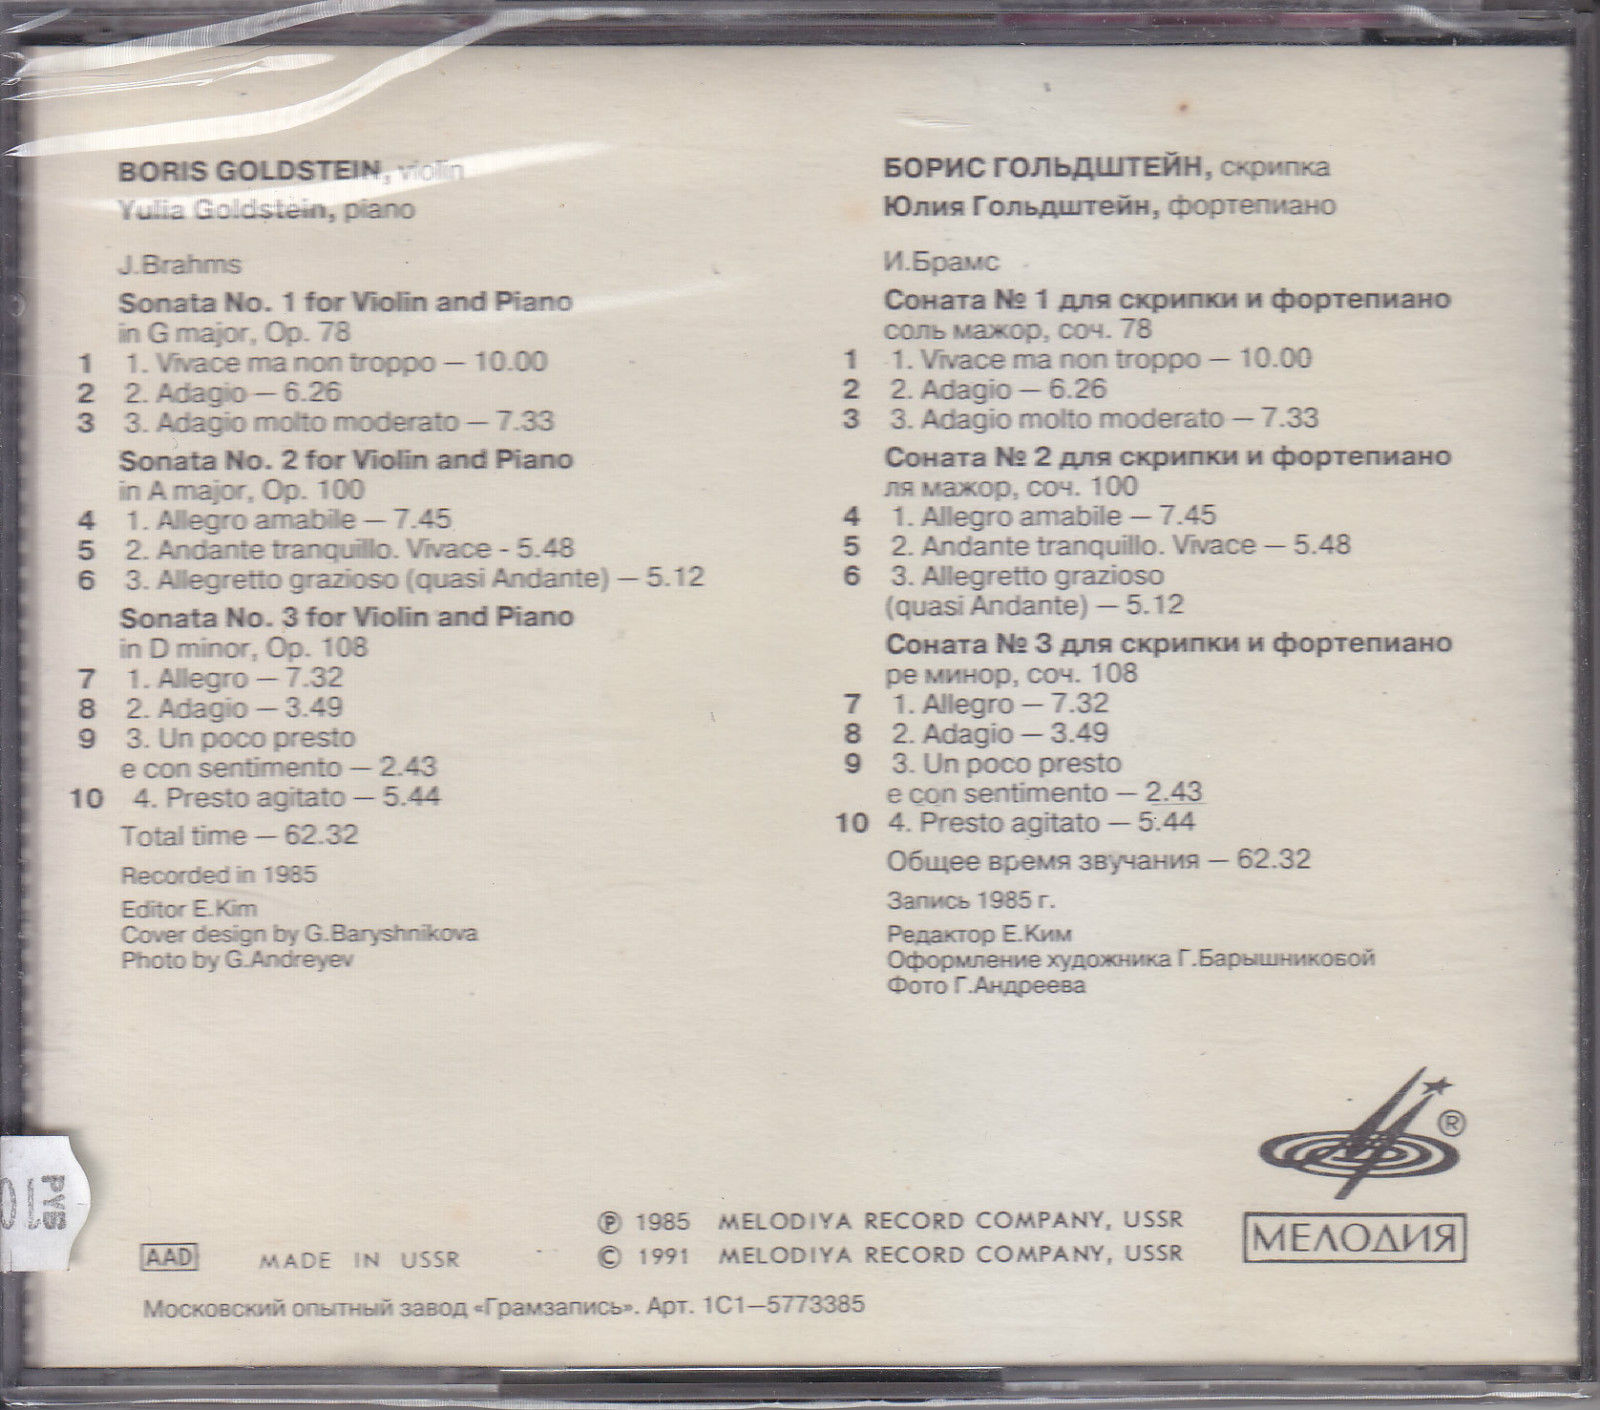 BORIS GOLDSTEIN, violin
Yulia Goldstein, piano
J.Brahms
Sonata No. 1 for Violin and Piano
in G major, Op. 78
1 1. Vivace ma non troppo — 10.00
2 2. Adagio — 6.26
3 3. Adagio molto moderato — 7.33
Sonata No. 2 for Violin and Piano
in A major, Op. 100
4 1. Allegro amabile — 7.45
5 2. Andante tranquillo. Vivace - 5.48
6 3. Allegretto grazioso (quasi Andante) — 5.12
Sonata No. 3 for Violin and Piano
in D minor, Op. 108
7 1. Allegro — 7.32
8 2. Adagio — 3.49
9 3. Un poco presto
e con sentimento — 2.43
10 4. Presto agitato — 5.44
Total time — 62.32
Recorded in 1985
Editor E.Kim
Cover design by G.Baryshnikova
Photo by G.Andreyev
БОРИС ГОЛЬДШТЕЙН, скрипка
Юлия Гольдштейн, фортепиано
И.Брамс
Соната № 1 для скрипки и фортепиано
соль мажор, соч. 78
1 1. Vivace ma non troppo — 10.00
2 2. Adagio — 6.26
3 3. Adagio molto moderato — 7.33
Соната № 2 для скрипки и фортепиано
ля мажор, соч. 100
4 1. Allegro amabile — 7.45
5 2. Andante tranquillo. Vivace — 5.48
6 3. Allegretto grazioso
(quasi Andante) — 5.12
Соната № 3 для скрипки и фортепиано
ре минор, соч. 108
7 1. Allegro — 7.32
8 2. Adagio — 3.49
9 3. Un poco presto
e con sentimento — 2.43
10 4. Presto agitato — 5.44
Общее время звучания — 62.32
Запись 1985 г.
Редактор Е.Ким
Оформление художника Г.Барышниковой
Фото Г.Андреева
®
МЕЛОДИЯ
℗ 1985 MELODIYA RECORD COMPANY, USSR
© 1991 MELODIYA RECORD COMPANY, USSR
AAD MADE IN USSR
Московский опытный завод «Грамзапись». Арт. 1С1—5773385
РУБ